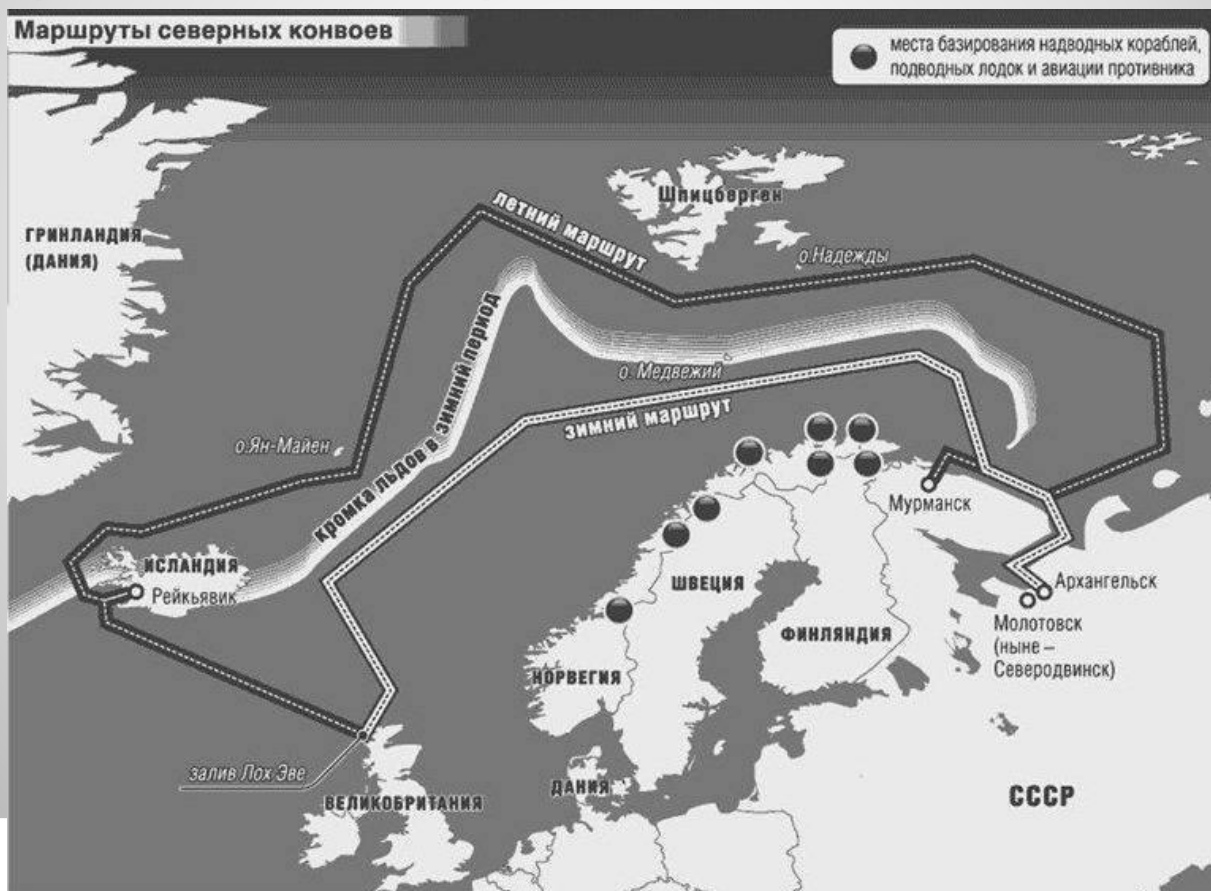 Маршруты северных конвоев
места базирования надводных кораблей,
подводных лодок и авиации противника
ГРИНЛАНДИЯ
(ДАНИЯ)
Шпицберген
летний маршрут
о.Надежды
кромка льдов в зимний период
о. Медвежий
зимний маршрут
о.Ян-Майен
Мурманск
ИСЛАНДИЯ
Рейкьявик
ШВЕЦИЯ
Архангельск
Молотовск
(ныне –
Северодвинск)
ФИНЛЯНДИЯ
НОРВЕГИЯ
залив Лох Эве
ДАНИЯ
ВЕЛИКОБРИТАНИЯ
СССР